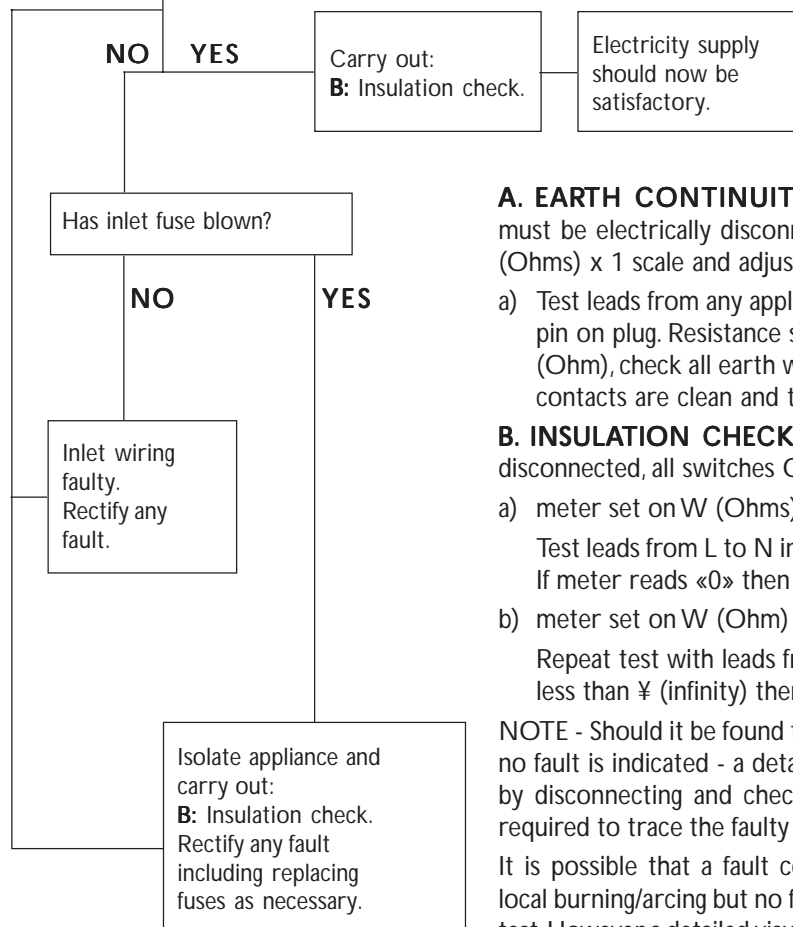 NO YES
Carry out:
B: Insulation check.
Electricity supply
should now be
satisfactory.
Has inlet fuse blown?
NO YES
Inlet wiring
faulty.
Rectify any
fault.
Isolate appliance and
carry out:
B: Insulation check.
Rectify any fault
including replacing
fuses as necessary.
A. EARTH CONTINUIT
must be electrically disconn
(Ohms) x 1 scale and adjus
a) Test leads from any appl
pin on plug. Resistance s
(Ohm), check all earth w
contacts are clean and t
B. INSULATION CHECK
disconnected, all switches O
a) meter set on W (Ohms)
Test leads from L to N in
If meter reads «0» then
b) meter set on W (Ohm)
Repeat test with leads fr
less than ¥ (infinity) ther
NOTE - Should it be found t
no fault is indicated - a deta
by disconnecting and chec
required to trace the faulty
It is possible that a fault co
local burning/arcing but no f
test. However a detailed visu